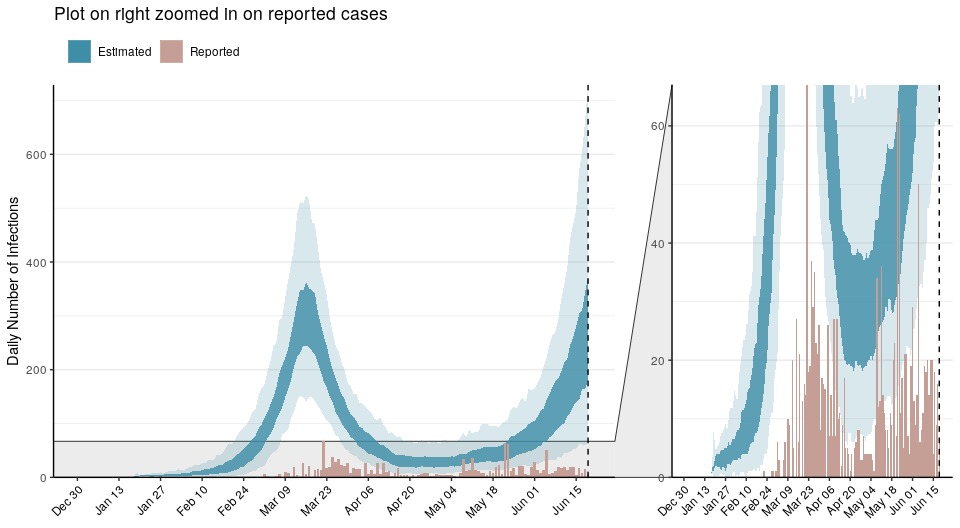 Plot on right zoomed in on reported cases
Estimated Reported
Daily Number of Infections
600
400
200
0
Dec 30 Jan 13 Jan 27 Feb 10 Feb 24 Mar 09 Mar 23 Apr 06 Apr 20 May 04 May 18 Jun 01 Jun 15
60
40
20
0
Dec 30 Jan 13 Jan 27 Feb 10 Feb 24 Mar 09 Mar 23 Apr 06 Apr 20 May 04 May 18 Jun 01 Jun 15